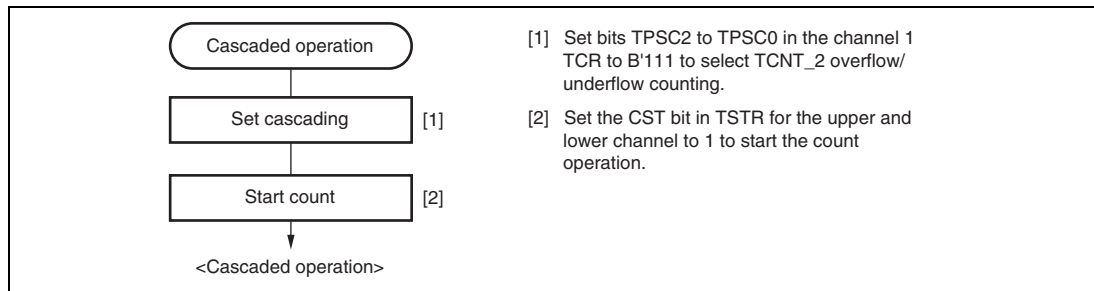 Cascaded operation
Set cascading
[1]
Start count
[2]
<Cascaded operation>
[1] Set bits TPSC2 to TPSC0 in the channel 1
TCR to B'111 to select TCNT_2 overflow/
underflow counting.
[2] Set the CST bit in TSTR for the upper and
lower channel to 1 to start the count
operation.